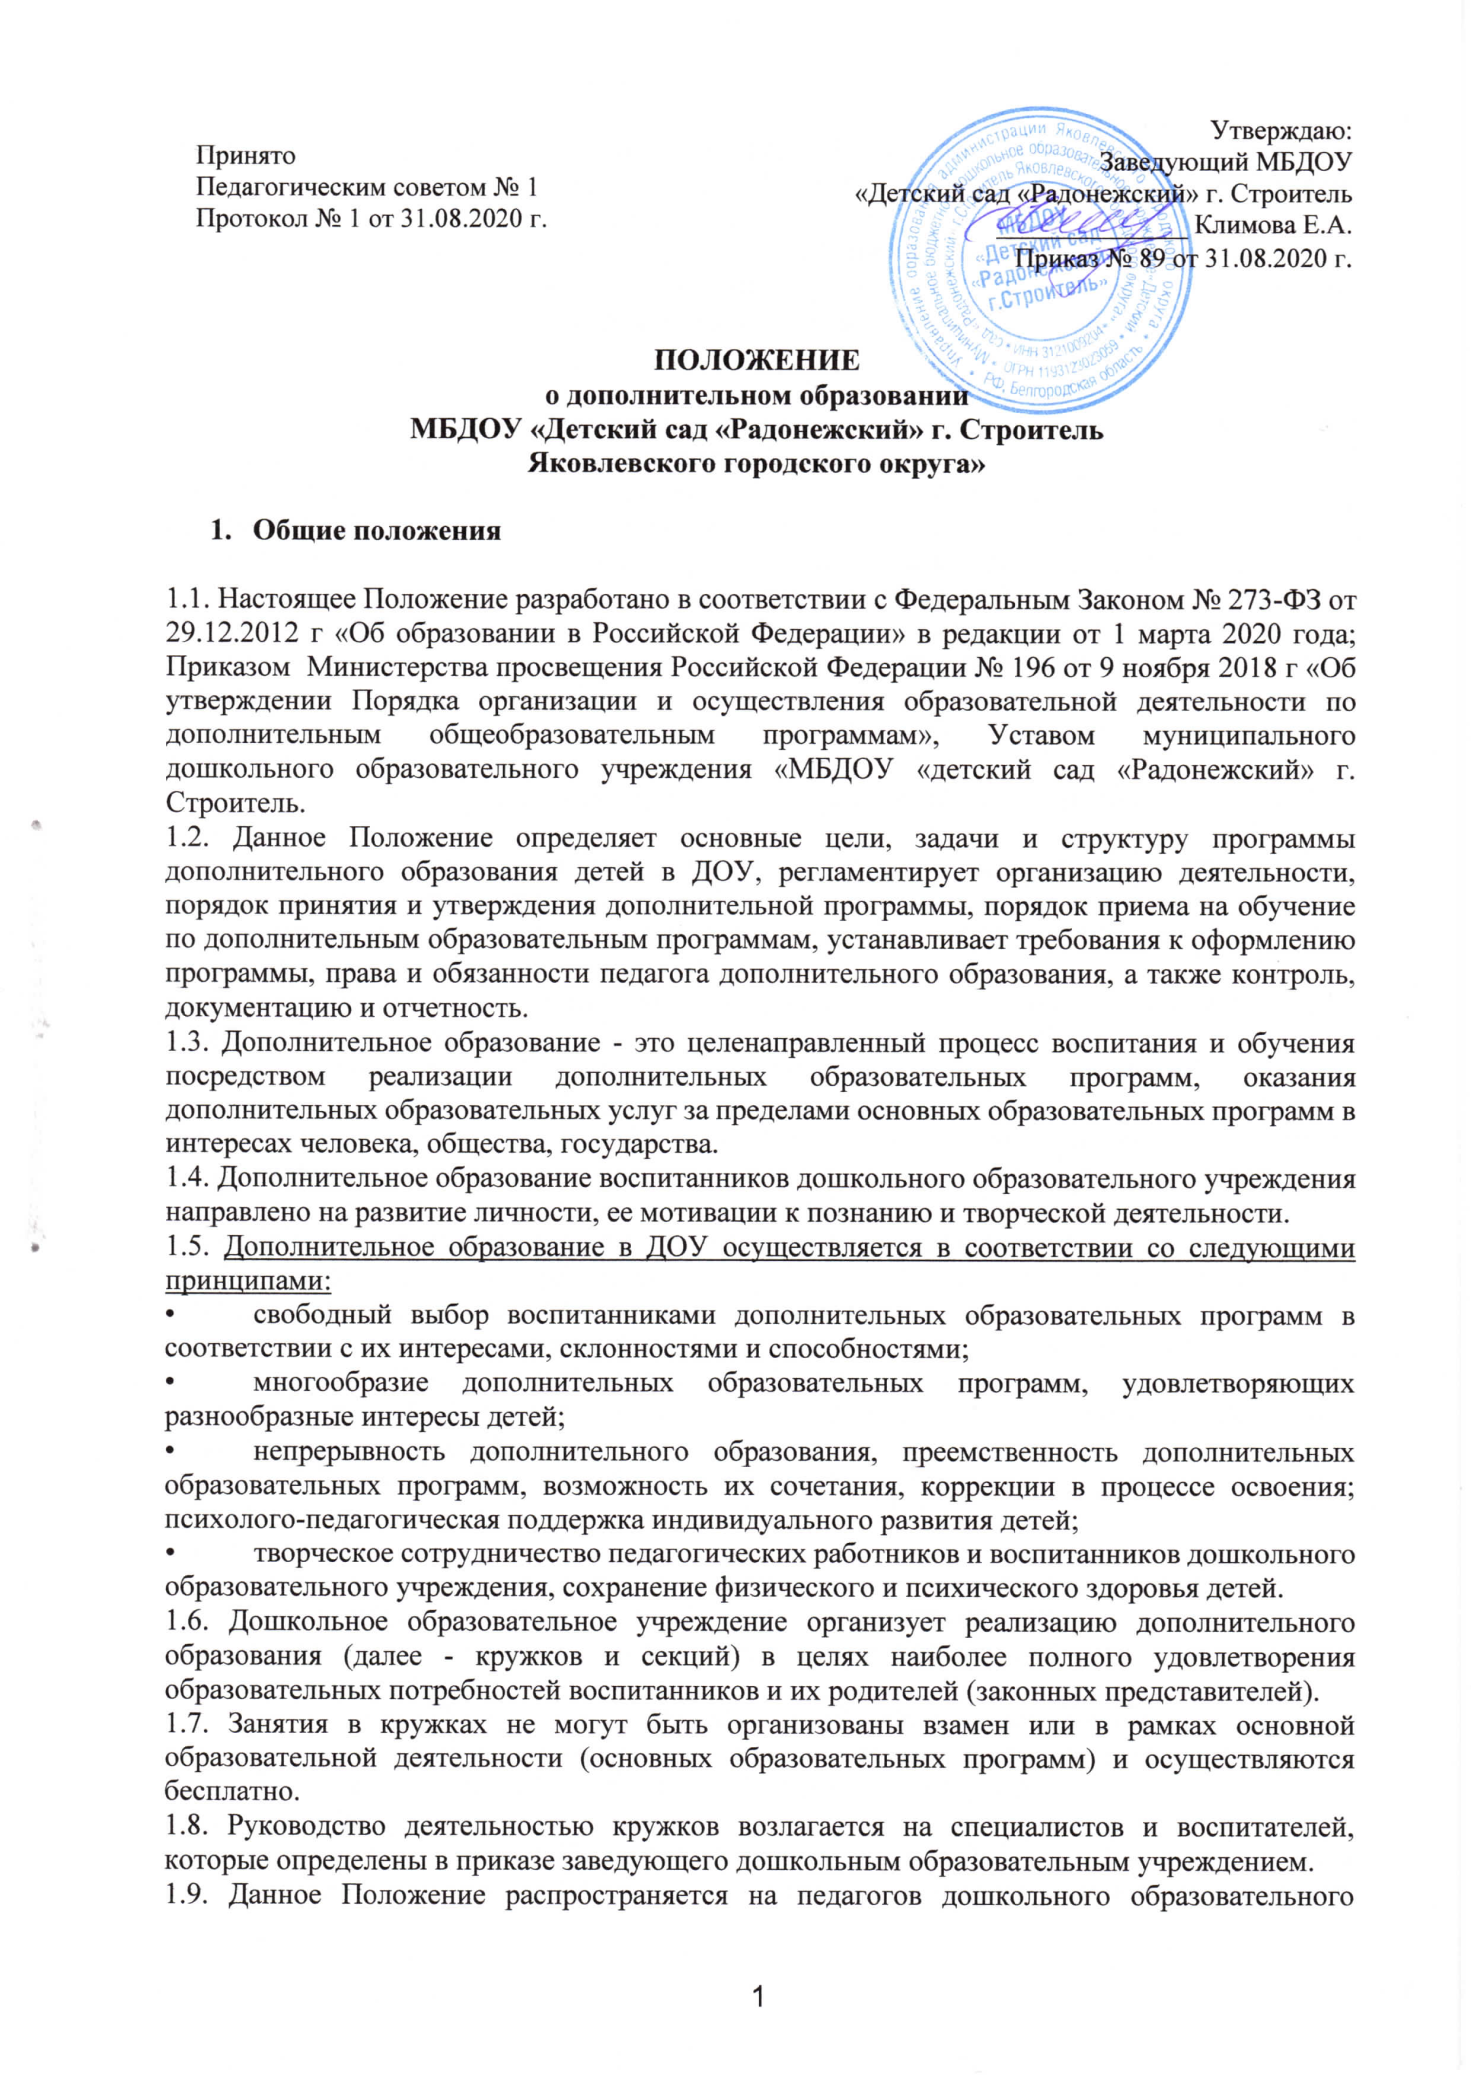 Принято
Педагогическим советом № 1
Протокол № 1 от 31.08.2020 г.
Утверждаю:
Заведующий МБДОУ
«Детский сад «Радонежский» г. Строитель
Климова Е.А.
Приказ № 89 от 31.08.2020 г.
МБДОУ
«Детский сад
«Радонежский»
г.Строитель»
ПОЛОЖЕНИЕ
о дополнительном образовании
МБДОУ «Детский сад «Радонежский» г. Строитель
Яковлевского городского округа»
1. Общие положения
1.1. Настоящее Положение разработано в соответствии с Федеральным Законом № 273-ФЗ от
29.12.2012 г «Об образовании в Российской Федерации» в редакции от 1 марта 2020 года;
Приказом Министерства просвещения Российской Федерации № 196 от 9 ноября 2018 г «Об
утверждении Порядка организации и осуществления образовательной деятельности по
дополнительным общеобразовательным программам», Уставом муниципального
дошкольного образовательного учреждения «МБДОУ «детский сад «Радонежский» г.
Строитель.
1.2. Данное Положение определяет основные цели, задачи и структуру программы
дополнительного образования детей в ДОУ, регламентирует организацию деятельности,
порядок принятия и утверждения дополнительной программы, порядок приема на обучение
по дополнительным образовательным программам, устанавливает требования к оформлению
программы, права и обязанности педагога дополнительного образования, а также контроль,
документацию и отчетность.
1.3. Дополнительное образование - это целенаправленный процесс воспитания и обучения
посредством реализации дополнительных образовательных программ, оказания
дополнительных образовательных услуг за пределами основных образовательных программ в
интересах человека, общества, государства.
1.4. Дополнительное образование воспитанников дошкольного образовательного учреждения
направлено на развитие личности, ее мотивации к познанию и творческой деятельности.
1.5. Дополнительное образование в ДОУ осуществляется в соответствии со следующими
принципами:
• свободный выбор воспитанниками дополнительных образовательных программ в
соответствии с их интересами, склонностями и способностями;
• многообразие дополнительных образовательных программ, удовлетворяющих
разнообразные интересы детей;
• непрерывность дополнительного образования, преемственность дополнительных
образовательных программ, возможность их сочетания, коррекции в процессе освоения;
психолого-педагогическая поддержка индивидуального развития детей;
• творческое сотрудничество педагогических работников и воспитанников дошкольного
образовательного учреждения, сохранение физического и психического здоровья детей.
1.6. Дошкольное образовательное учреждение организует реализацию дополнительного
образования (далее - кружков и секций) в целях наиболее полного удовлетворения
образовательных потребностей воспитанников и их родителей (законных представителей).
1.7. Занятия в кружках не могут быть организованы взамен или в рамках основной
образовательной деятельности (основных образовательных программ) и осуществляются
бесплатно.
1.8. Руководство деятельностью кружков возлагается на специалистов и воспитателей,
которые определены в приказе заведующего дошкольным образовательным учреждением.
1.9. Данное Положение распространяется на педагогов дошкольного образовательного
1